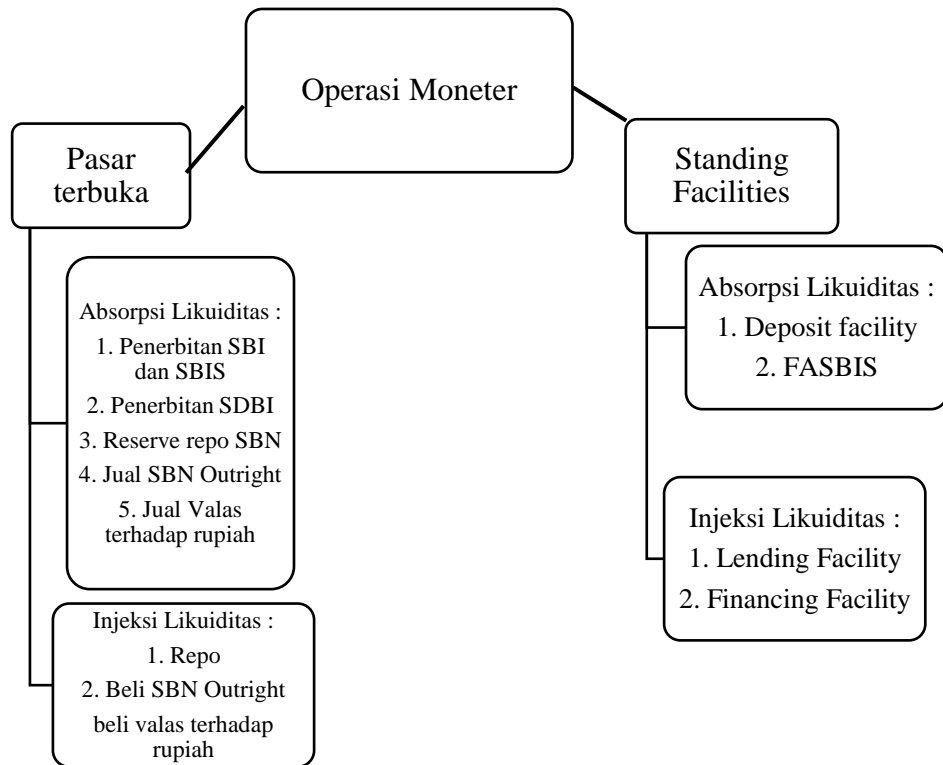 Operasi Moneter
Pasar
terbuka
Absorpsi Likuiditas :
1. Penerbitan SBI
dan SBIS
2. Penerbitan SDBI
3. Reserve repo SBN
4. Jual SBN Outright
5. Jual Valas
terhadap rupiah
Injeksi Likuiditas :
1. Repo
2. Beli SBN Outright
beli valas terhadap
rupiah
Standing
Facilities
Absorpsi Likuiditas :
1. Deposit facility
2. FASBIS
Injeksi Likuiditas :
1. Lending Facility
2. Financing Facility